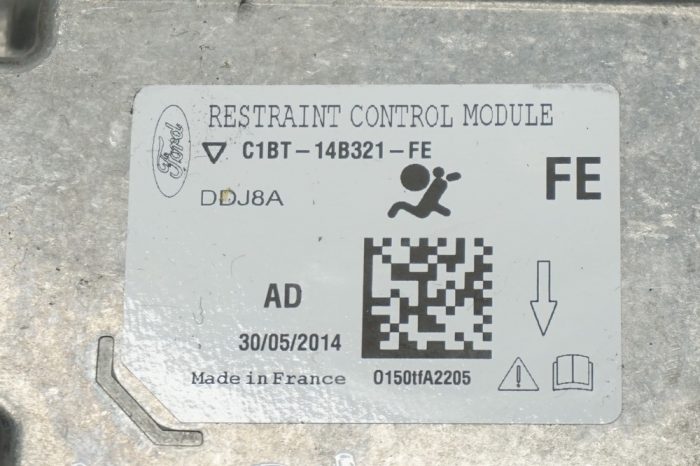 RESTRAINT CONTROL MODULE
Ford
C1BT-14B321-FE
FE
DDJ8A
AD
30/05/2014
Made in France
0150tfA2205